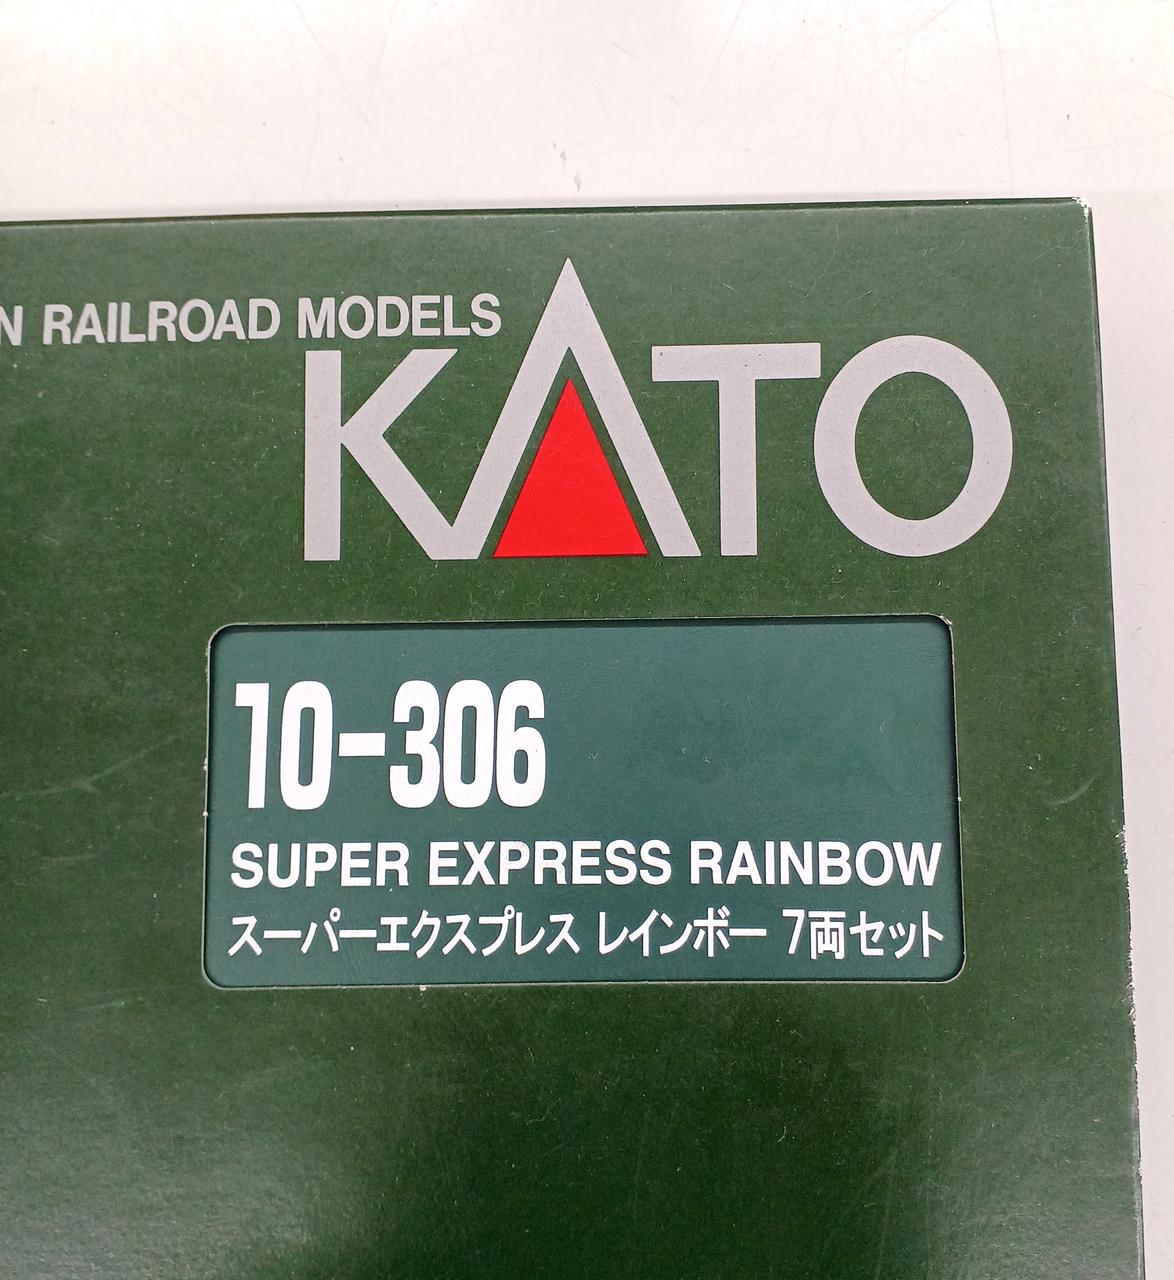 N RAILROAD MODELS
KATO
10-306
SUPER EXPRESS RAINBOW
スーパーエクスプレス レインボー 7両セット